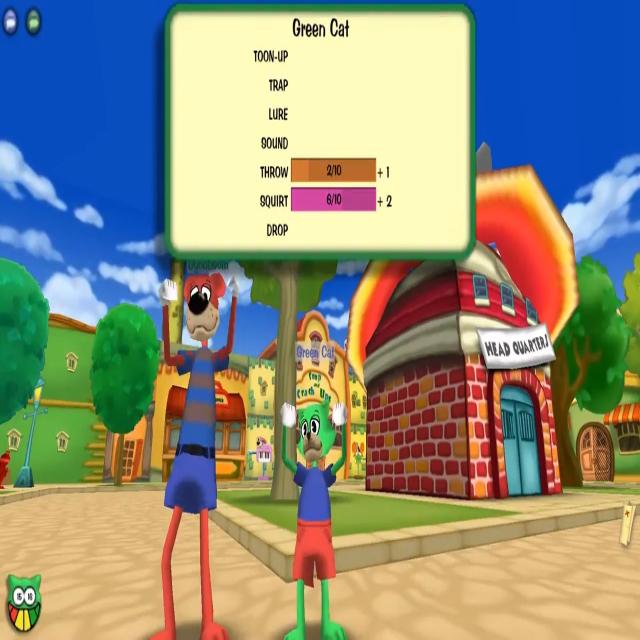 Green Cat
TOON-UP
TRAP
LURE
SOUND
THROW 2/10 + 1
SQUIRT 6/10 + 2
DROP
Green Cat
HEAD QUARTERS